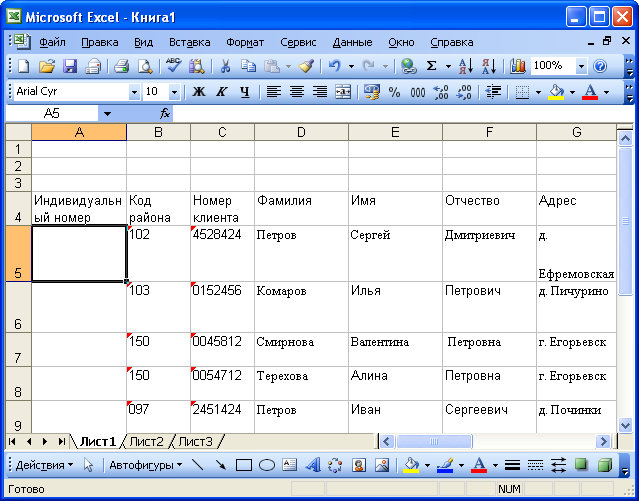 Microsoft Excel - Книга1
Файл Правка Вид Вставка Формат Сервис Данные Окно Справка
100%
Arial Cyr 10 Ж К Ч % 000
A5 fx
A B C D E F G
1
2
3
4 Индивидуальн Код Номер Фамилия Имя Отчество Адрес
ый номер района клиента
102 4528424 Петров Сергей Дмитриевич д.
5 Ефремовская
103 0152456 Комаров Илья Петрович д. Пичурино
6
150 0045812 Смирнова Валентина Петровна г. Егорьевск
7
150 0054712 Терехова Алина Петровна г. Егорьевск
8
097 2451424 Петров Иван Сергеевич д. Починки
9
Лист1 Лист2 Лист3
Действия Автофигуры
Готово NUM